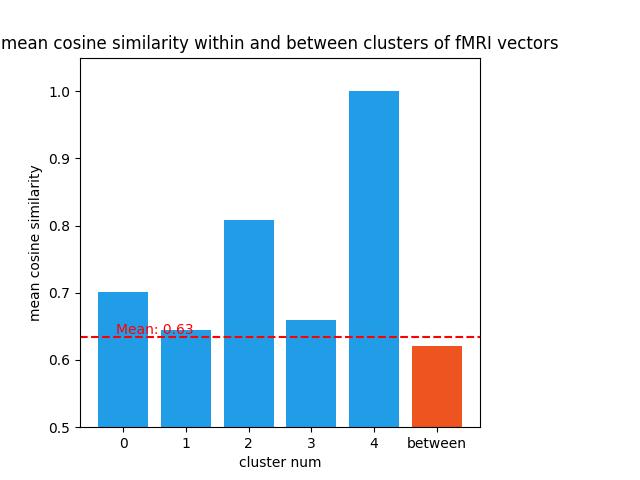 mean cosine similarity within and between clusters of fMRI vectors
1.0
0.9
0.8
0.7
0.6
0.5
mean cosine similarity
Mean: 0.63
0 1 2 3 4 between
cluster num